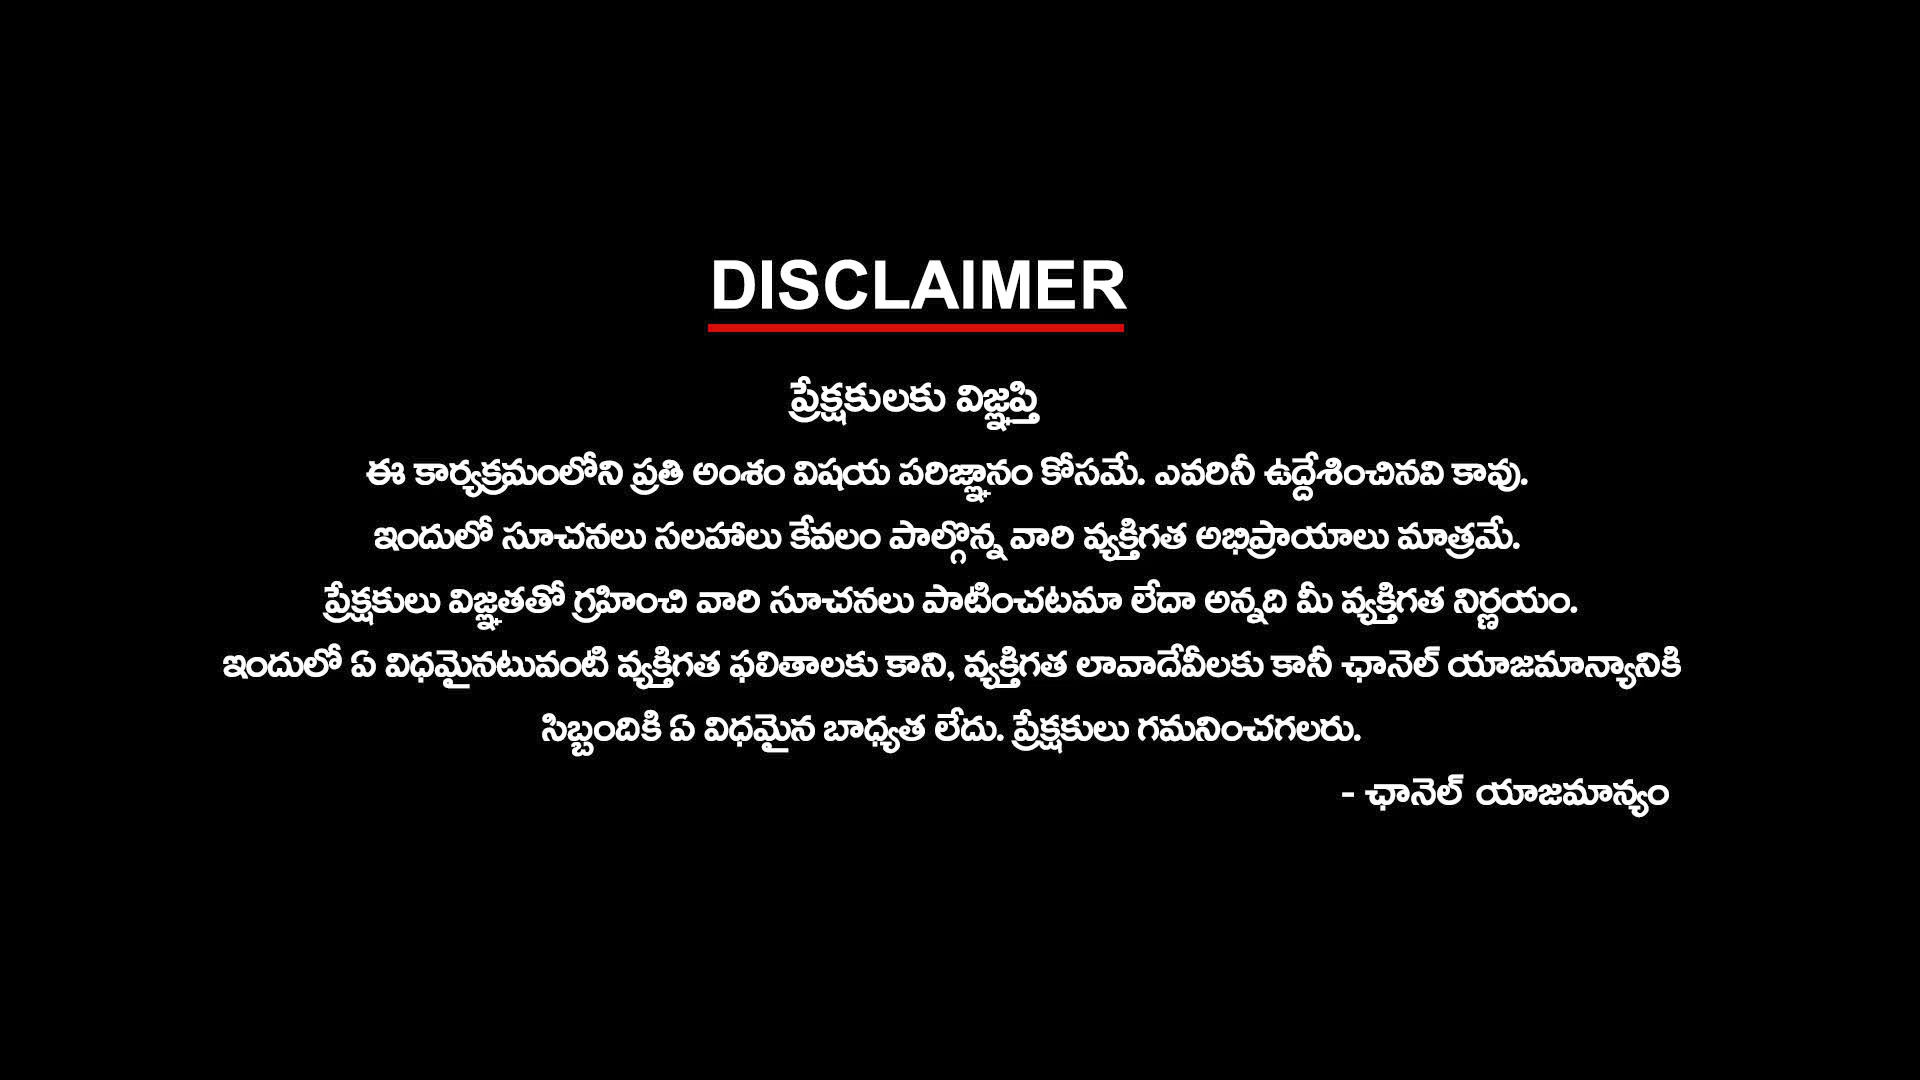 DISCLAIMER
ప్రేక్షకులకు విజ్ఞప్తి
ఈ కార్యక్రమంలోని ప్రతి అంశం విషయ పరిజ్ఞానం కోసమే. ఎవరినీ ఉద్దేశించినవి కావు.
ఇందులో సూచనలు సలహాలు కేవలం పాల్గొన్న వారి వ్యక్తిగత అభిప్రాయాలు మాత్రమే.
ప్రేక్షకులు విజ్ఞతతో గ్రహించి వారి సూచనలు పాటించటమా లేదా అన్నది మీ వ్యక్తిగత నిర్ణయం.
ఇందులో ఏ విధమైనటువంటి వ్యక్తిగత ఫలితాలకు కాని, వ్యక్తిగత లావాదేవీలకు కానీ ఛానెల్ యాజమాన్యానికి
సిబ్బందికి ఏ విధమైన బాధ్యత లేదు. ప్రేక్షకులు గమనించగలరు.
- ఛానెల్ యాజమాన్యం